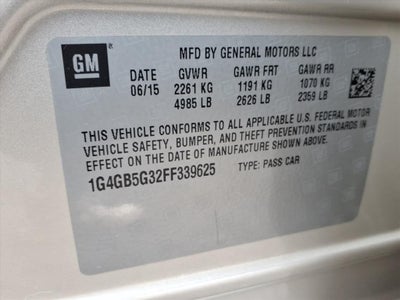 GM
MFD BY GENERAL MOTORS LLC
DATE GVWR GAWR FRT GAWR RR
06/15 2261 KG 1191 KG 1070 KG
4985 LB 2626 LB 2359 LB
THIS VEHICLE CONFORMS TO ALL APPLICABLE U.S. FEDERAL MOTOR
VEHICLE SAFETY, BUMPER, AND THEFT PREVENTION STANDARDS IN
EFFECT ON THE DATE OF MANUFACTURE SHOWN ABOVE.
1G4GB5G32FF339625 TYPE: PASS CAR